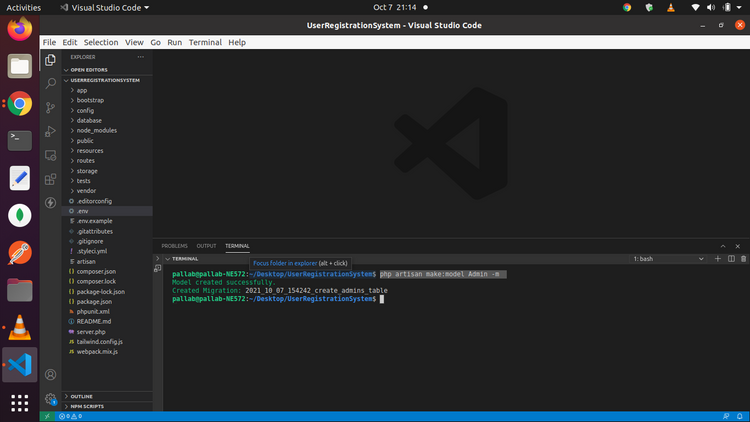 Activities
Visual Studio Code
Oct 7 21:14
UserRegistrationSystem - Visual Studio Code
File Edit Selection View Go Run Terminal Help
EXPLORER
OPEN EDITORS
USERREGISTRATIONSYSTEM
app
bootstrap
config
database
node_modules
public
resources
routes
storage
tests
vendor
.editorconfig
.env
.env.example
.gitattributes
.gitignore
.styleci.yml
artisan
composer.json
composer.lock
package-lock.json
package.json
phpunit.xml
README.md
server.php
tailwind.config.js
webpack.mix.js
OUTLINE
NPM SCRIPTS
PROBLEMS OUTPUT TERMINAL
TERMINAL
1: bash
Focus folder in explorer (alt + click)
pallab@pallab-NE572:~/Desktop/UserRegistrationSystem$ php artisan make:model Admin -m
Model created successfully.
Created Migration: 2021_10_07_154242_create_admins_table
pallab@pallab-NE572:~/Desktop/UserRegistrationSystem$
1
0 0